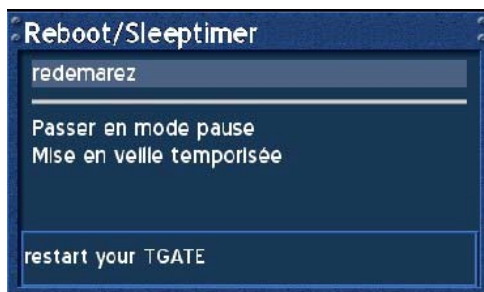 Reboot/Sleeptimer
redemarez
Passer en mode pause
Mise en veille temporisée
restart your TGATE